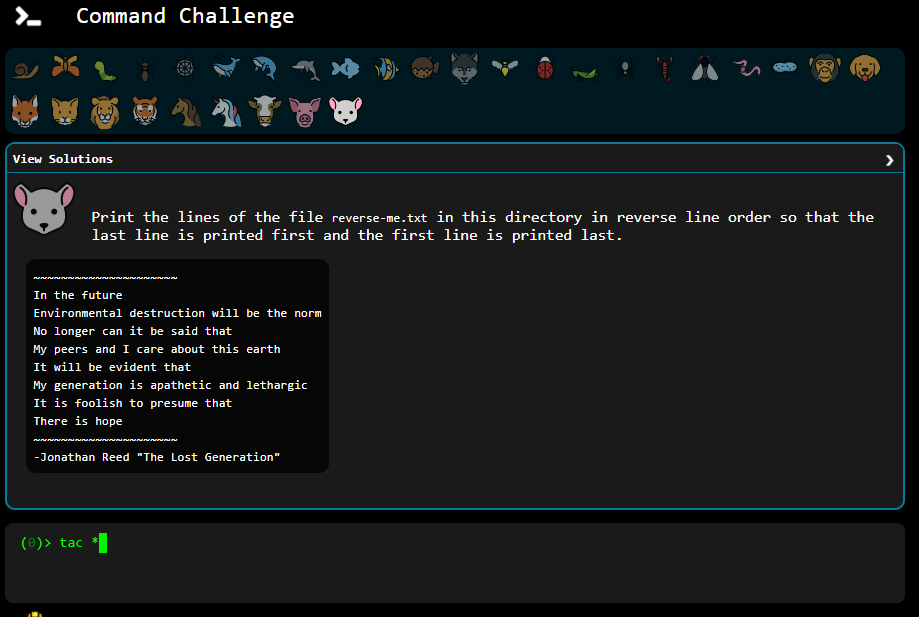 Command Challenge
View Solutions
Print the lines of the file reverse-me.txt in this directory in reverse line order so that the
last line is printed first and the first line is printed last.
~~~~~~~~~~~~~~~~~~~~~~
In the future
Environmental destruction will be the norm
No longer can it be said that
My peers and I care about this earth
It will be evident that
My generation is apathetic and lethargic
It is foolish to presume that
There is hope
~~~~~~~~~~~~~~~~~~~~~~
-Jonathan Reed "The Lost Generation"
(0)> tac *